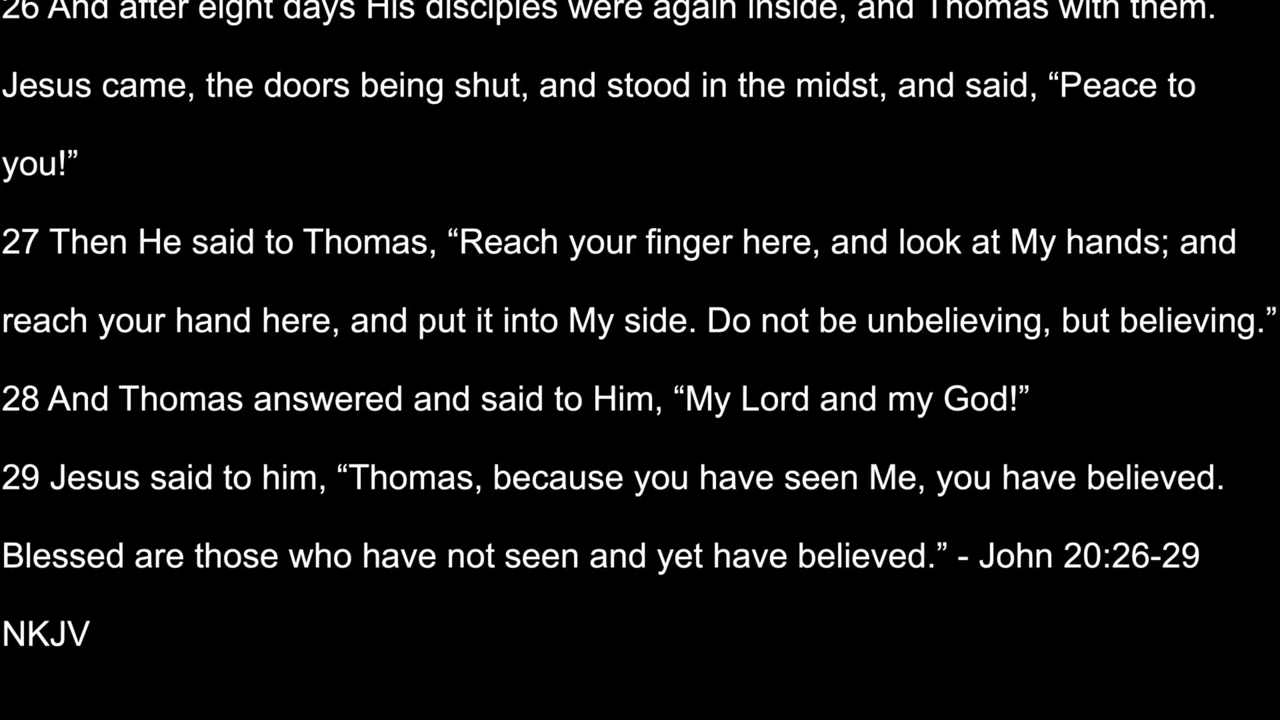 26 And after eight days His disciples were again inside, and Thomas with them.
Jesus came, the doors being shut, and stood in the midst, and said, “Peace to
you!”
27 Then He said to Thomas, “Reach your finger here, and look at My hands; and
reach your hand here, and put it into My side. Do not be unbelieving, but believing.”
28 And Thomas answered and said to Him, “My Lord and my God!”
29 Jesus said to him, “Thomas, because you have seen Me, you have believed.
Blessed are those who have not seen and yet have believed.” - John 20:26-29
NKJV